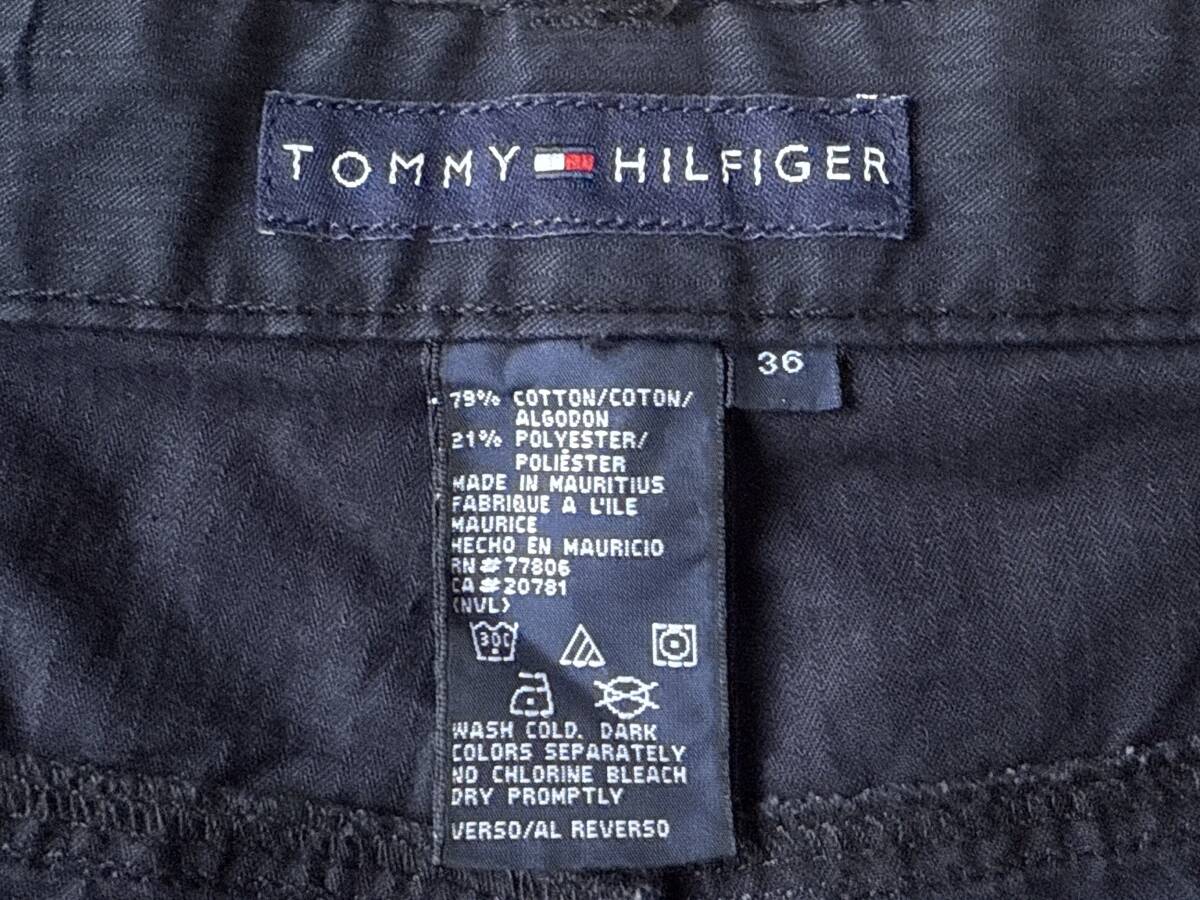 TOMMY HILFIGER
36
79% COTTON/COTON/
ALGODON
21% POLYESTER/
POLIÉSTER
MADE IN MAURITIUS
FABRIQUE A L'ILE
MAURICE
HECHO EN MAURICIO
RN#77806
CA#20781
(NVL)
30C
WASH COLD. DARK
COLORS SEPARATELY
NO CHLORINE BLEACH
DRY PROMPTLY
VERSO/AL REVERSO